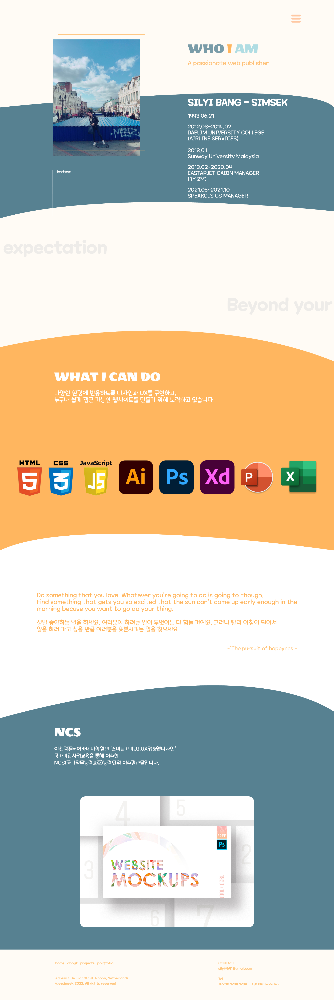 WHO I AM
A passionate web publisher
SILYI BANG - SIMSEK
1993.06.21
2012.03~2014.02
DAELIM UNIVERSITY COLLEGE
(AIRLINE SERVICES)
2013.01
Sunway University Malaysia
2013.02~2020.04
EASTARJET CABIN MANAGER
(7Y 2M)
2021.05~2021.10
SPEAKCLS CS MANAGER
Scroll down
expectation
Beyond your
WHAT I CAN DO
다양한 환경에 반응하도록 디자인과 UX를 구현하고,
누구나 쉽게 접근 가능한 웹사이트를 만들기 위해 노력하고 있습니다
HTML CSS JavaScript
5 3 JS Ai Ps Xd P X
Do something that you love. Whatever you're going to do is going to though.
Find something that gets you so excited that the sun can't come up early enough in the
morning becuse you want to go do your thing.
정말 좋아하는 일을 하세요. 여러분이 하려는 일이 무엇이든 다 힘들 거예요. 그러니 빨리 아침이 되어서
일을 하러 가고 싶을 만큼 여러분을 흥분시키는 일을 찾으세요
-'The pursuit of happynes'-
NCS
이젠컴퓨터아카데미학원의 '스마트기기UI.UX앱&웹디자인'
국가기관사업교육을 통해 이수한
NCS(국가직무능력표준)능력단위 이수결과물입니다.
4 5
FREE
Ps
3 2
WEBSITE
MOCKUPS
1920 x 1080
6 7
home about projects portfoliio
Adress : De Elk, 3161 JB Rhoon, Netherlands
©sysimsek 2022. All rights reserved
CONTACT
silyi4691@gmail.com
Tel
+82 10 1234 1234 +31 645 4567 45